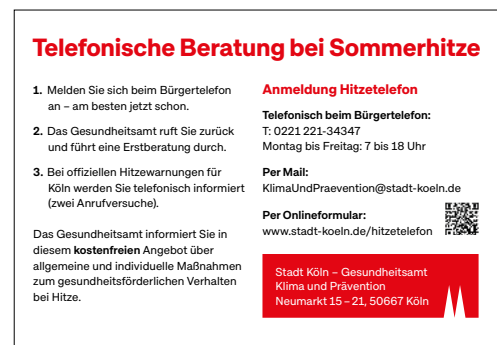 Telefonische Beratung bei Sommerhitze
1. Melden Sie sich beim Bürgertelefon
an – am besten jetzt schon.
2. Das Gesundheitsamt ruft Sie zurück
und führt eine Erstberatung durch.
3. Bei offiziellen Hitzewarnungen für
Köln werden Sie telefonisch informiert
(zwei Anrufversuche).
Das Gesundheitsamt informiert Sie in
diesem kostenfreien Angebot über
allgemeine und individuelle Maßnahmen
zum gesundheitsförderlichen Verhalten
bei Hitze.
Anmeldung Hitzetelefon
Telefonisch beim Bürgertelefon:
T: 0221 221-34347
Montag bis Freitag: 7 bis 18 Uhr
Per Mail:
KlimaUndPraevention@stadt-koeln.de
Per Onlineformular:
www.stadt-koeln.de/hitzetelefon
Stadt Köln – Gesundheitsamt
Klima und Prävention
Neumarkt 15 – 21, 50667 Köln